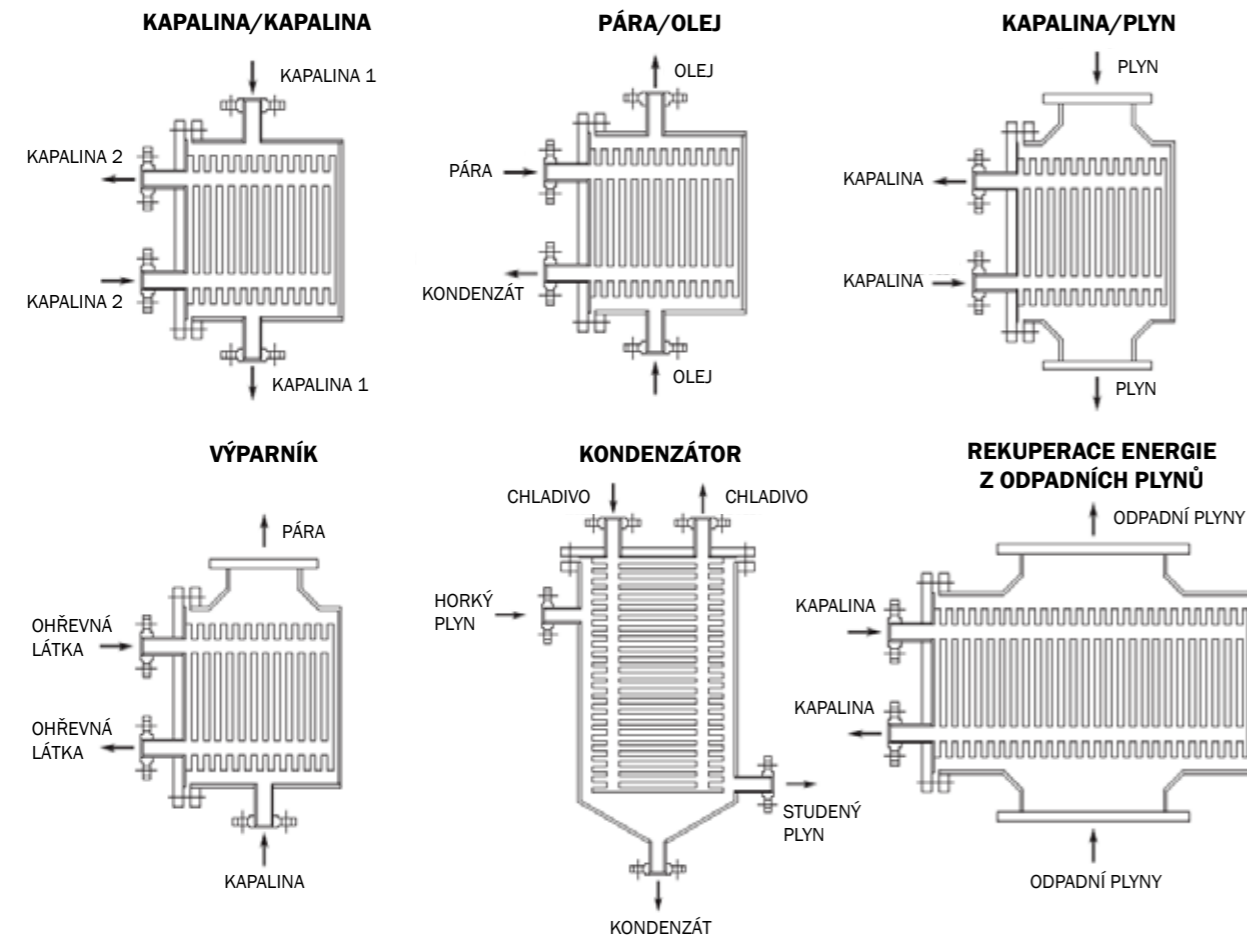 KAPALINA/KAPALINA
KAPALINA 1
KAPALINA 2
KAPALINA 2
KAPALINA 1
PÁRA/OLEJ
OLEJ
PÁRA
KONDENZÁT
OLEJ
KAPALINA/PLYN
PLYN
KAPALINA
KAPALINA
PLYN
VÝPARNÍK
PÁRA
OHŘEVNÁ
LÁTKA
OHŘEVNÁ
LÁTKA
KAPALINA
KONDENZÁTOR
CHLADIVO
CHLADIVO
HORKÝ
PLYN
STUDENÝ
PLYN
KONDENZÁT
REKUPERACE ENERGIE
Z ODPADNÍCH PLYNŮ
ODPADNÍ PLYNY
KAPALINA
KAPALINA
ODPADNÍ PLYNY